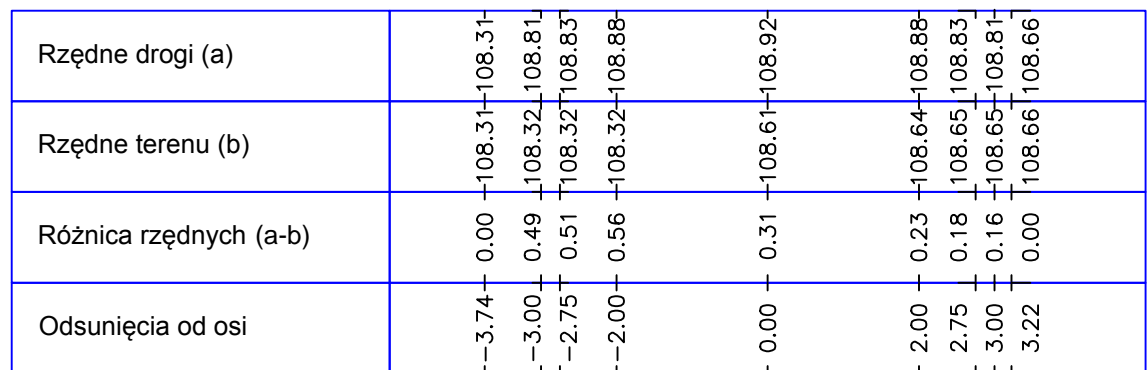 Rzędne drogi (a) 108.31 108.81 108.83 108.88 108.92 108.88 108.83 108.81 108.66
Rzędne terenu (b) 108.31 108.32 108.32 108.32 108.61 108.64 108.65 108.65 108.66
Różnica rzędnych (a-b) 0.00 0.49 0.51 0.56 0.31 0.23 0.18 0.16 0.00
Odsunięcia od osi -3.74 -3.00 -2.75 -2.00 0.00 2.00 2.75 3.00 3.22